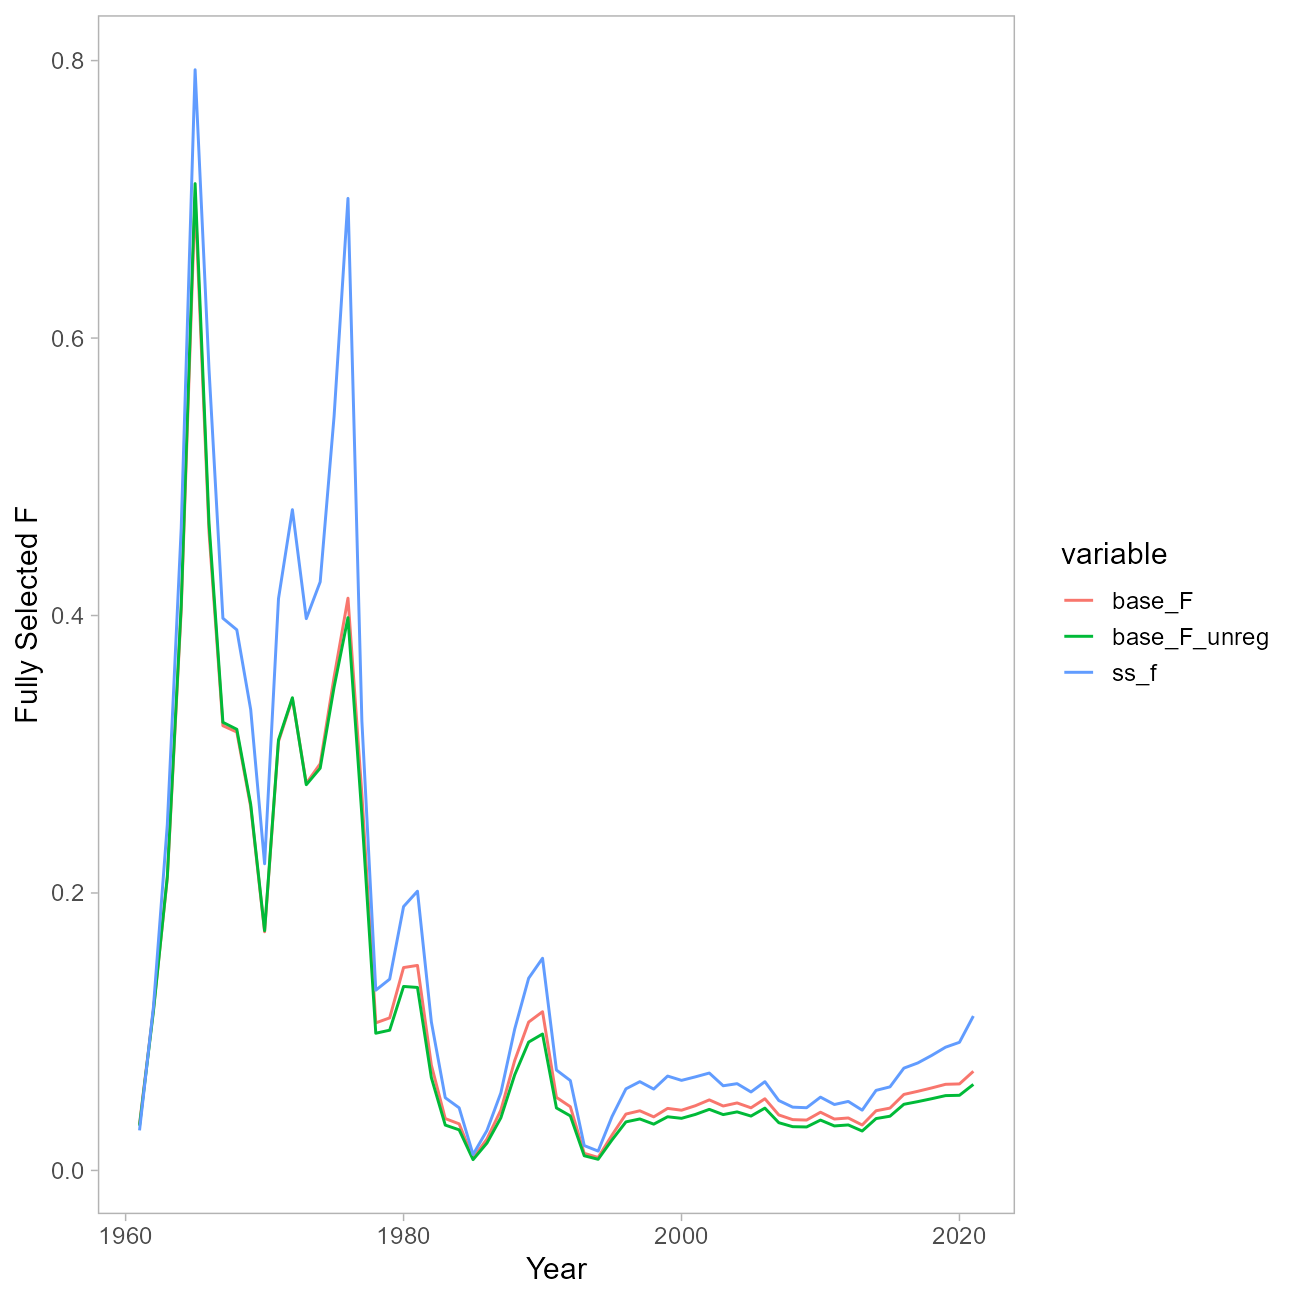 0.8
0.6
0.4
0.2
0.0
Fully Selected F
1960
1980
2000
2020
Year
variable
base_F
base_F_unreg
ss_f